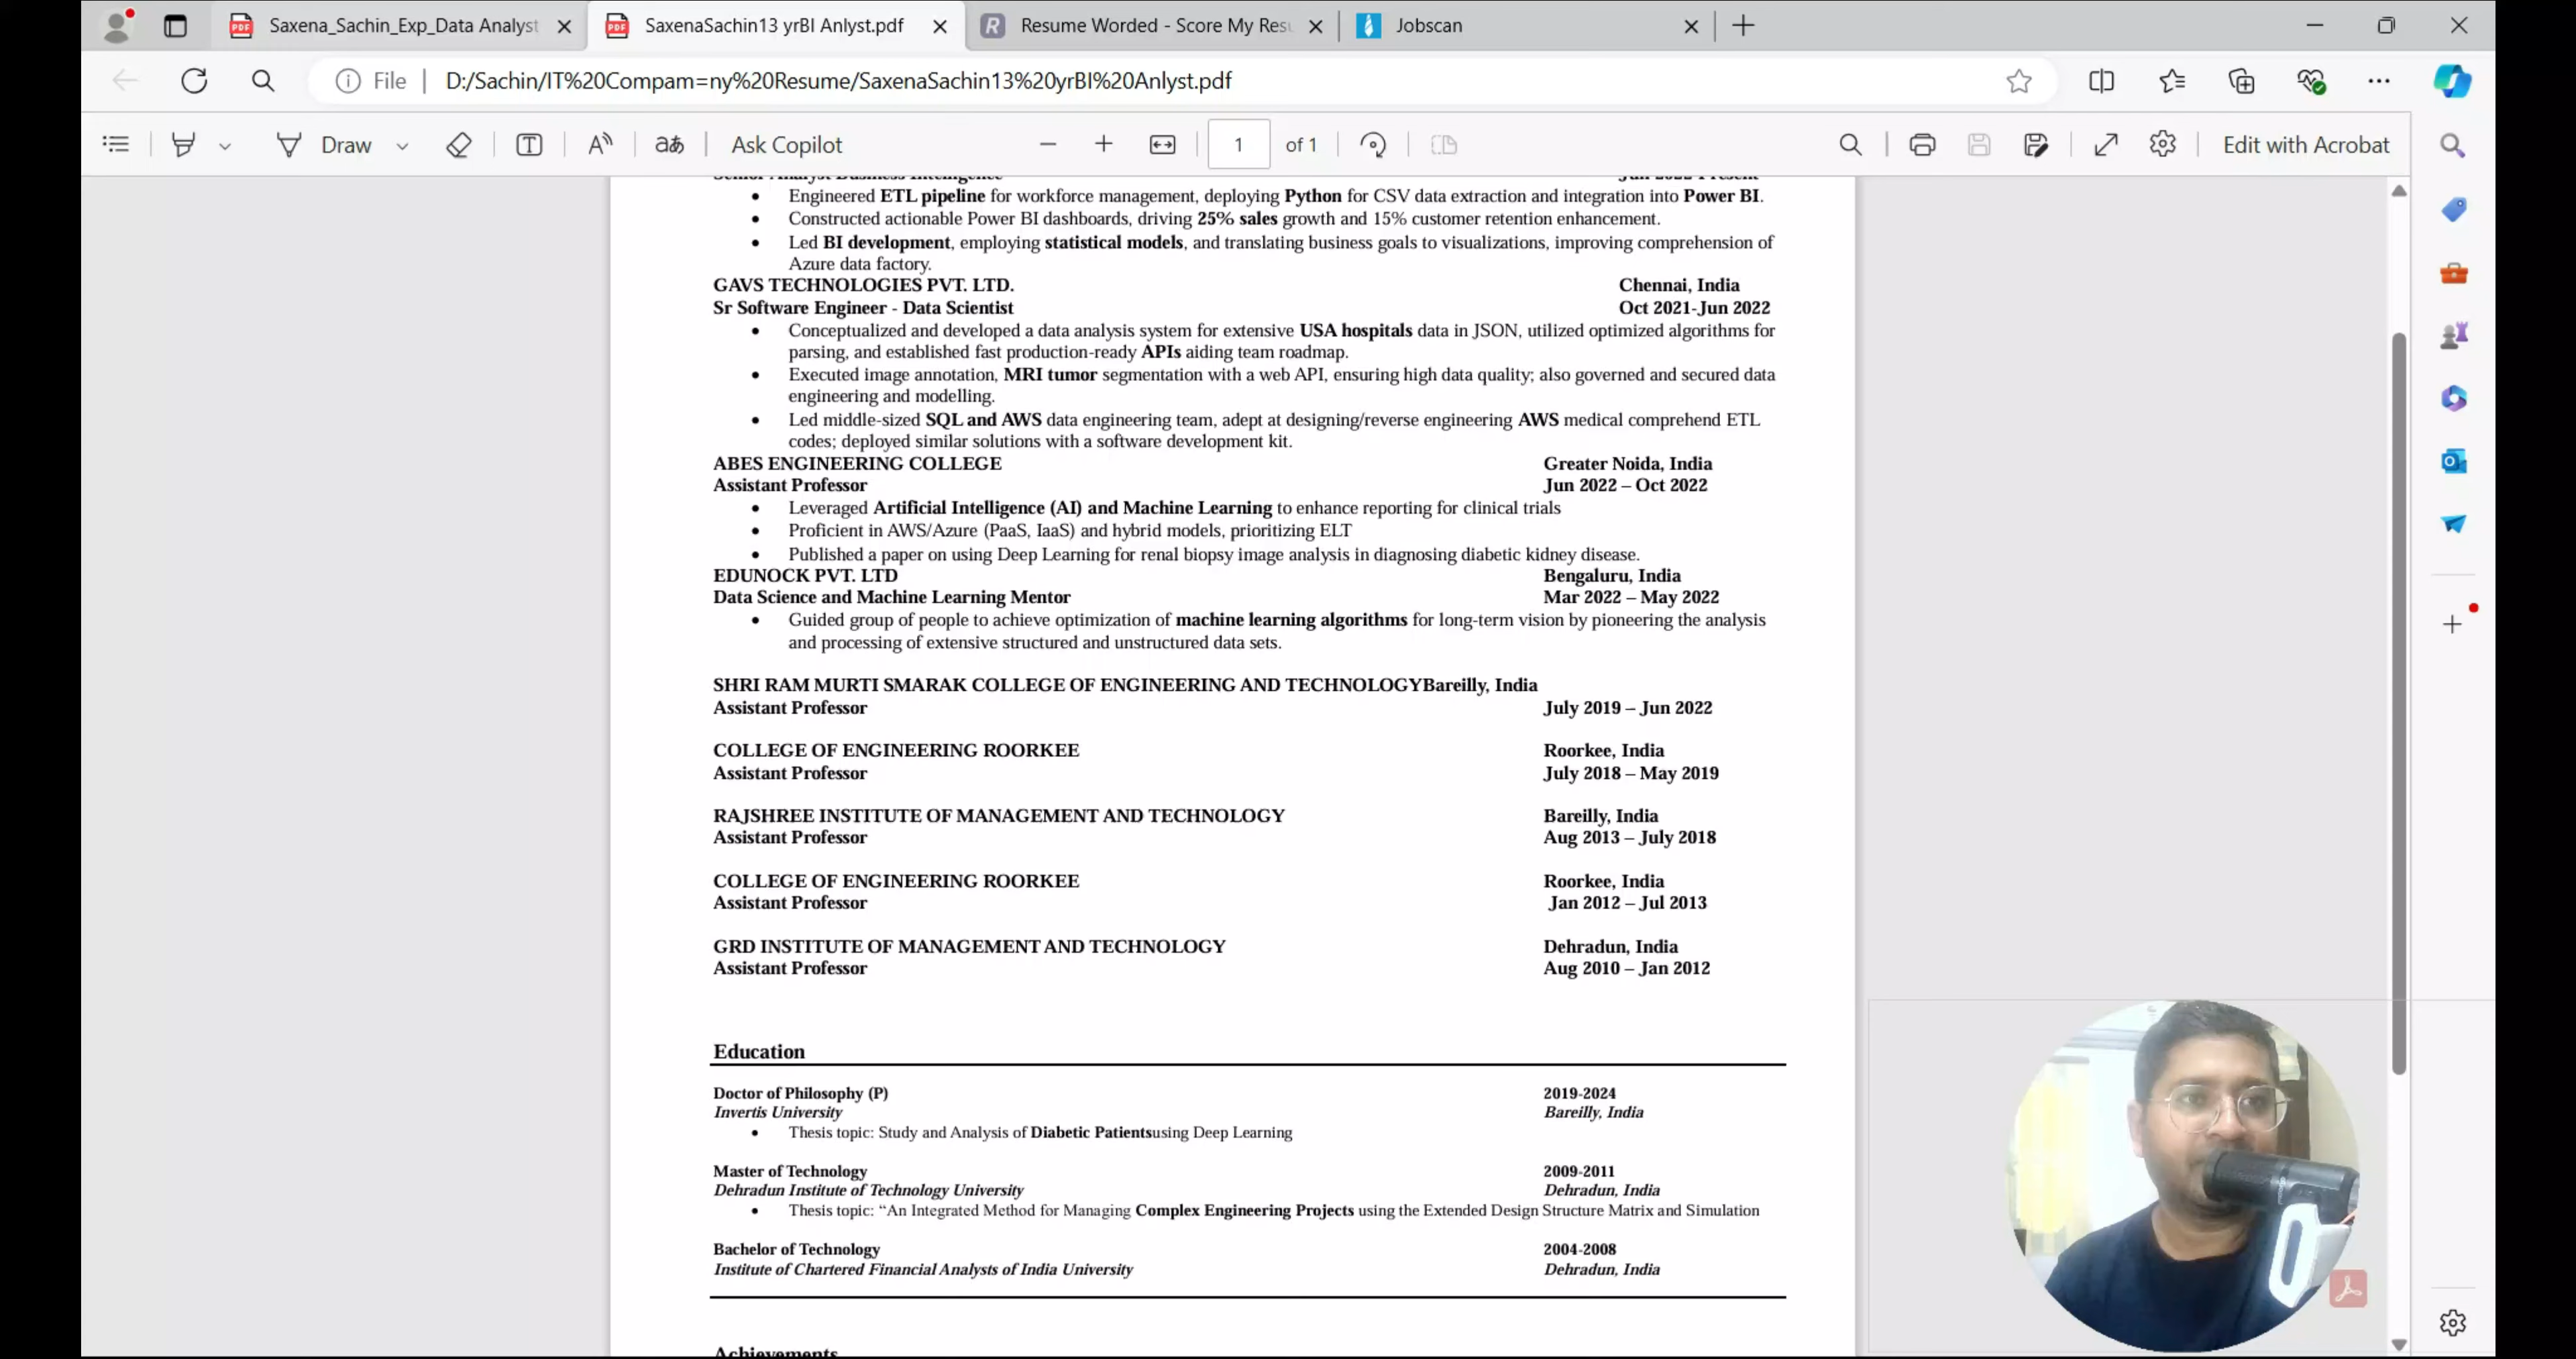 Saxena_Sachin_Exp_Data Analyst
SaxenaSachin13 yrBI Anlyst.pdf
Resume Worded - Score My Resu
Jobscan
File
D:/Sachin/IT%20Compam=ny%20Resume/SaxenaSachin13%20yrBI%20Anlyst.pdf
Draw
Ask Copilot
1 of 1
Edit with Acrobat
Senior Analyst Business Intelligence Jun 2022-Present
• Engineered ETL pipeline for workforce management, deploying Python for CSV data extraction and integration into Power BI.
• Constructed actionable Power BI dashboards, driving 25% sales growth and 15% customer retention enhancement.
• Led BI development, employing statistical models, and translating business goals to visualizations, improving comprehension of
Azure data factory.
GAVS TECHNOLOGIES PVT. LTD. Chennai, India
Sr Software Engineer - Data Scientist Oct 2021-Jun 2022
• Conceptualized and developed a data analysis system for extensive USA hospitals data in JSON, utilized optimized algorithms for
parsing, and established fast production-ready APIs aiding team roadmap.
• Executed image annotation, MRI tumor segmentation with a web API, ensuring high data quality; also governed and secured data
engineering and modelling.
• Led middle-sized SQL and AWS data engineering team, adept at designing/reverse engineering AWS medical comprehend ETL
codes; deployed similar solutions with a software development kit.
ABES ENGINEERING COLLEGE Greater Noida, India
Assistant Professor Jun 2022 – Oct 2022
• Leveraged Artificial Intelligence (AI) and Machine Learning to enhance reporting for clinical trials
• Proficient in AWS/Azure (PaaS, IaaS) and hybrid models, prioritizing ELT
• Published a paper on using Deep Learning for renal biopsy image analysis in diagnosing diabetic kidney disease.
EDUNOCK PVT. LTD Bengaluru, India
Data Science and Machine Learning Mentor Mar 2022 – May 2022
• Guided group of people to achieve optimization of machine learning algorithms for long-term vision by pioneering the analysis
and processing of extensive structured and unstructured data sets.
SHRI RAM MURTI SMARAK COLLEGE OF ENGINEERING AND TECHNOLOGYBareilly, India
Assistant Professor July 2019 – Jun 2022
COLLEGE OF ENGINEERING ROORKEE Roorkee, India
Assistant Professor July 2018 – May 2019
RAJSHREE INSTITUTE OF MANAGEMENT AND TECHNOLOGY Bareilly, India
Assistant Professor Aug 2013 – July 2018
COLLEGE OF ENGINEERING ROORKEE Roorkee, India
Assistant Professor Jan 2012 – Jul 2013
GRD INSTITUTE OF MANAGEMENT AND TECHNOLOGY Dehradun, India
Assistant Professor Aug 2010 – Jan 2012
Education
Doctor of Philosophy (P) 2019-2024
Invertis University Bareilly, India
• Thesis topic: Study and Analysis of Diabetic Patientsusing Deep Learning
Master of Technology 2009-2011
Dehradun Institute of Technology University Dehradun, India
• Thesis topic: “An Integrated Method for Managing Complex Engineering Projects using the Extended Design Structure Matrix and Simulation
Bachelor of Technology 2004-2008
Institute of Chartered Financial Analysts of India University Dehradun, India
Achievements